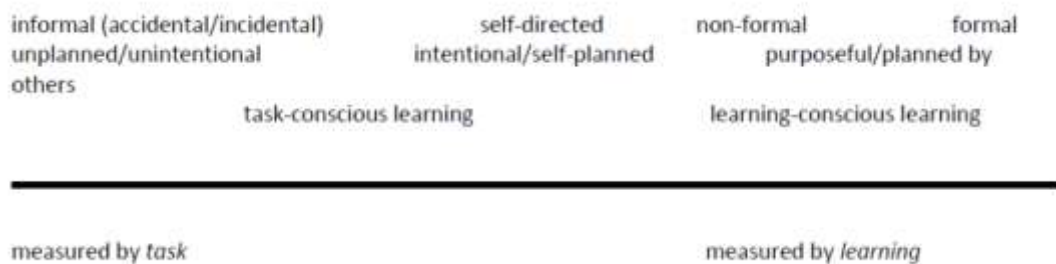 informal (accidental/incidental) self-directed non-formal formal
unplanned/unintentional intentional/self-planned purposeful/planned by
others
task-conscious learning learning-conscious learning
measured by task measured by learning